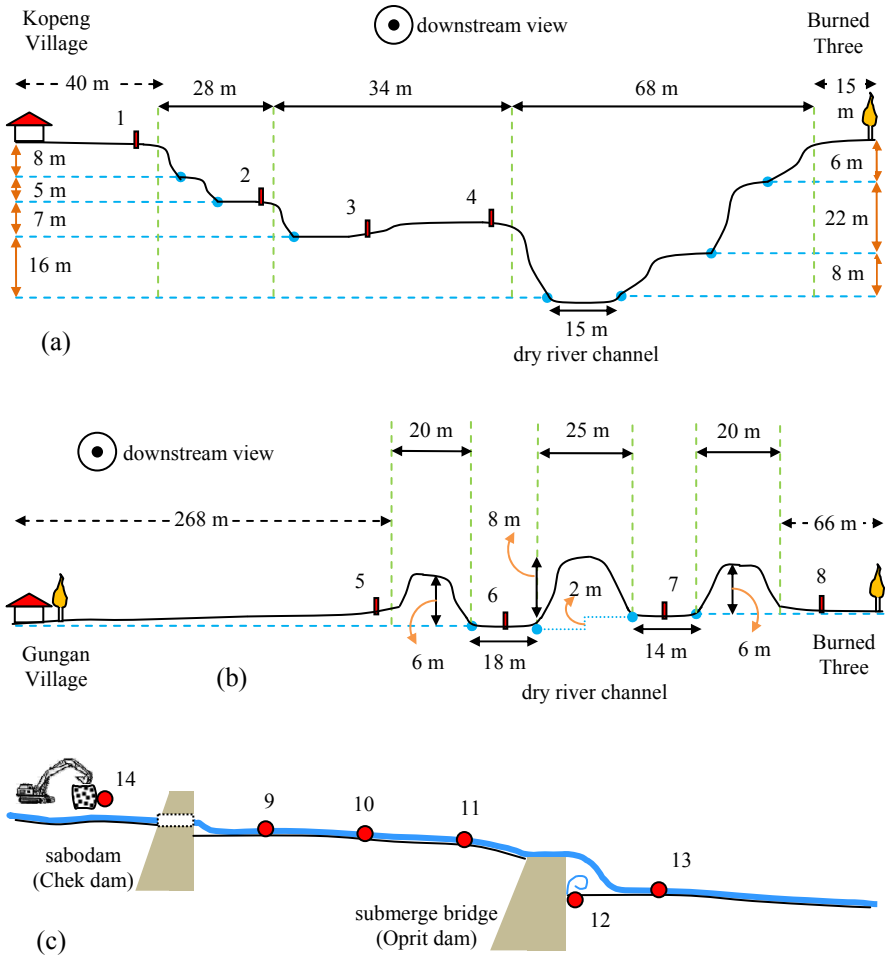 Kopeng
Village
downstream view
Burned
Three
40 m
28 m
34 m
68 m
15
m
1
8 m
5 m
7 m
16 m
2
3
4
6 m
22 m
8 m
15 m
dry river channel
(a)
downstream view
20 m
25 m
20 m
268 m
66 m
8 m
5
6
2 m
7
8
6 m
18 m
14 m
6 m
Gungan
Village
(b)
dry river channel
Burned
Three
14
9
10
11
13
12
sabodam
(Chek dam)
submerge bridge
(Oprit dam)
(c)